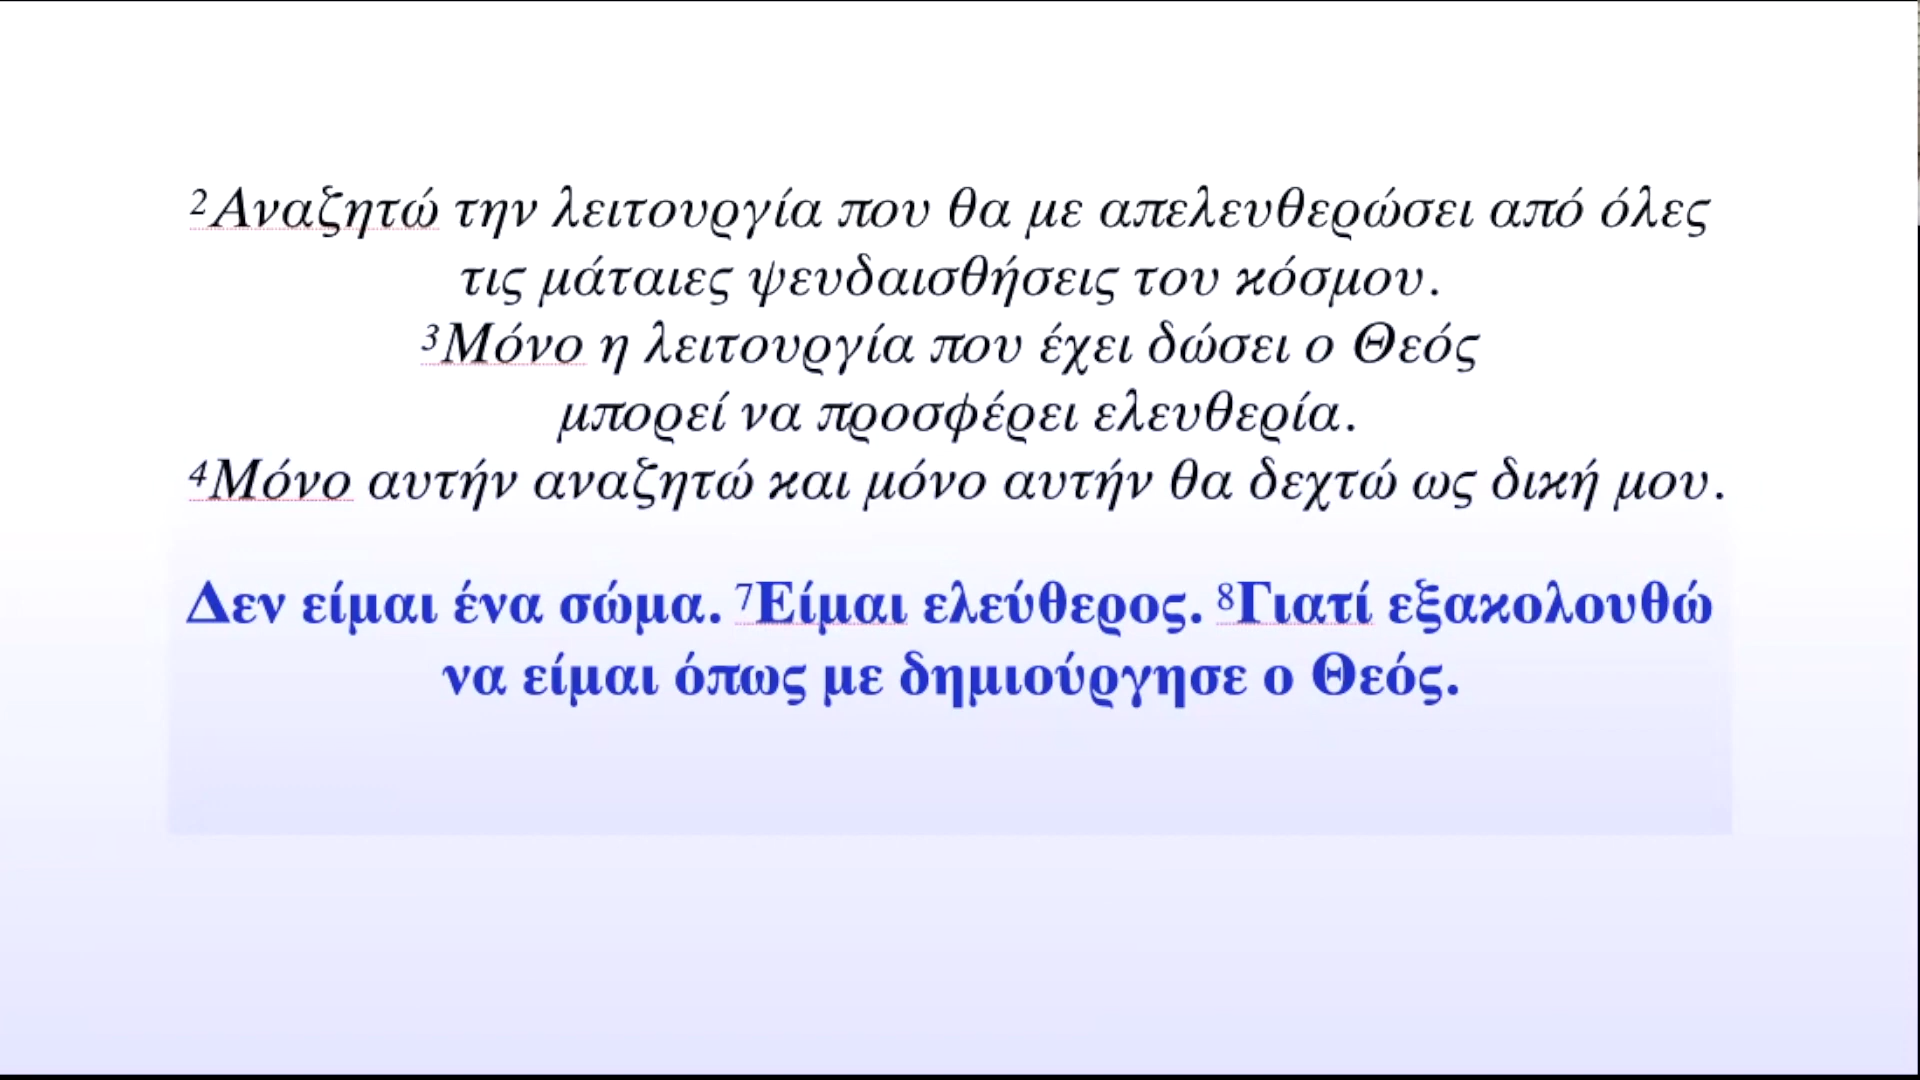 ²Αναζητώ την λειτουργία που θα με απελευθερώσει από όλες
τις μάταιες ψευδαισθήσεις του κόσμου.
³Μόνο η λειτουργία που έχει δώσει ο Θεός
μπορεί να προσφέρει ελευθερία.
⁴Μόνο αυτήν αναζητώ και μόνο αυτήν θα δεχτώ ως δική μου.
Δεν είμαι ένα σώμα. ⁷Είμαι ελεύθερος. ⁸Γιατί εξακολουθώ
να είμαι όπως με δημιούργησε ο Θεός.